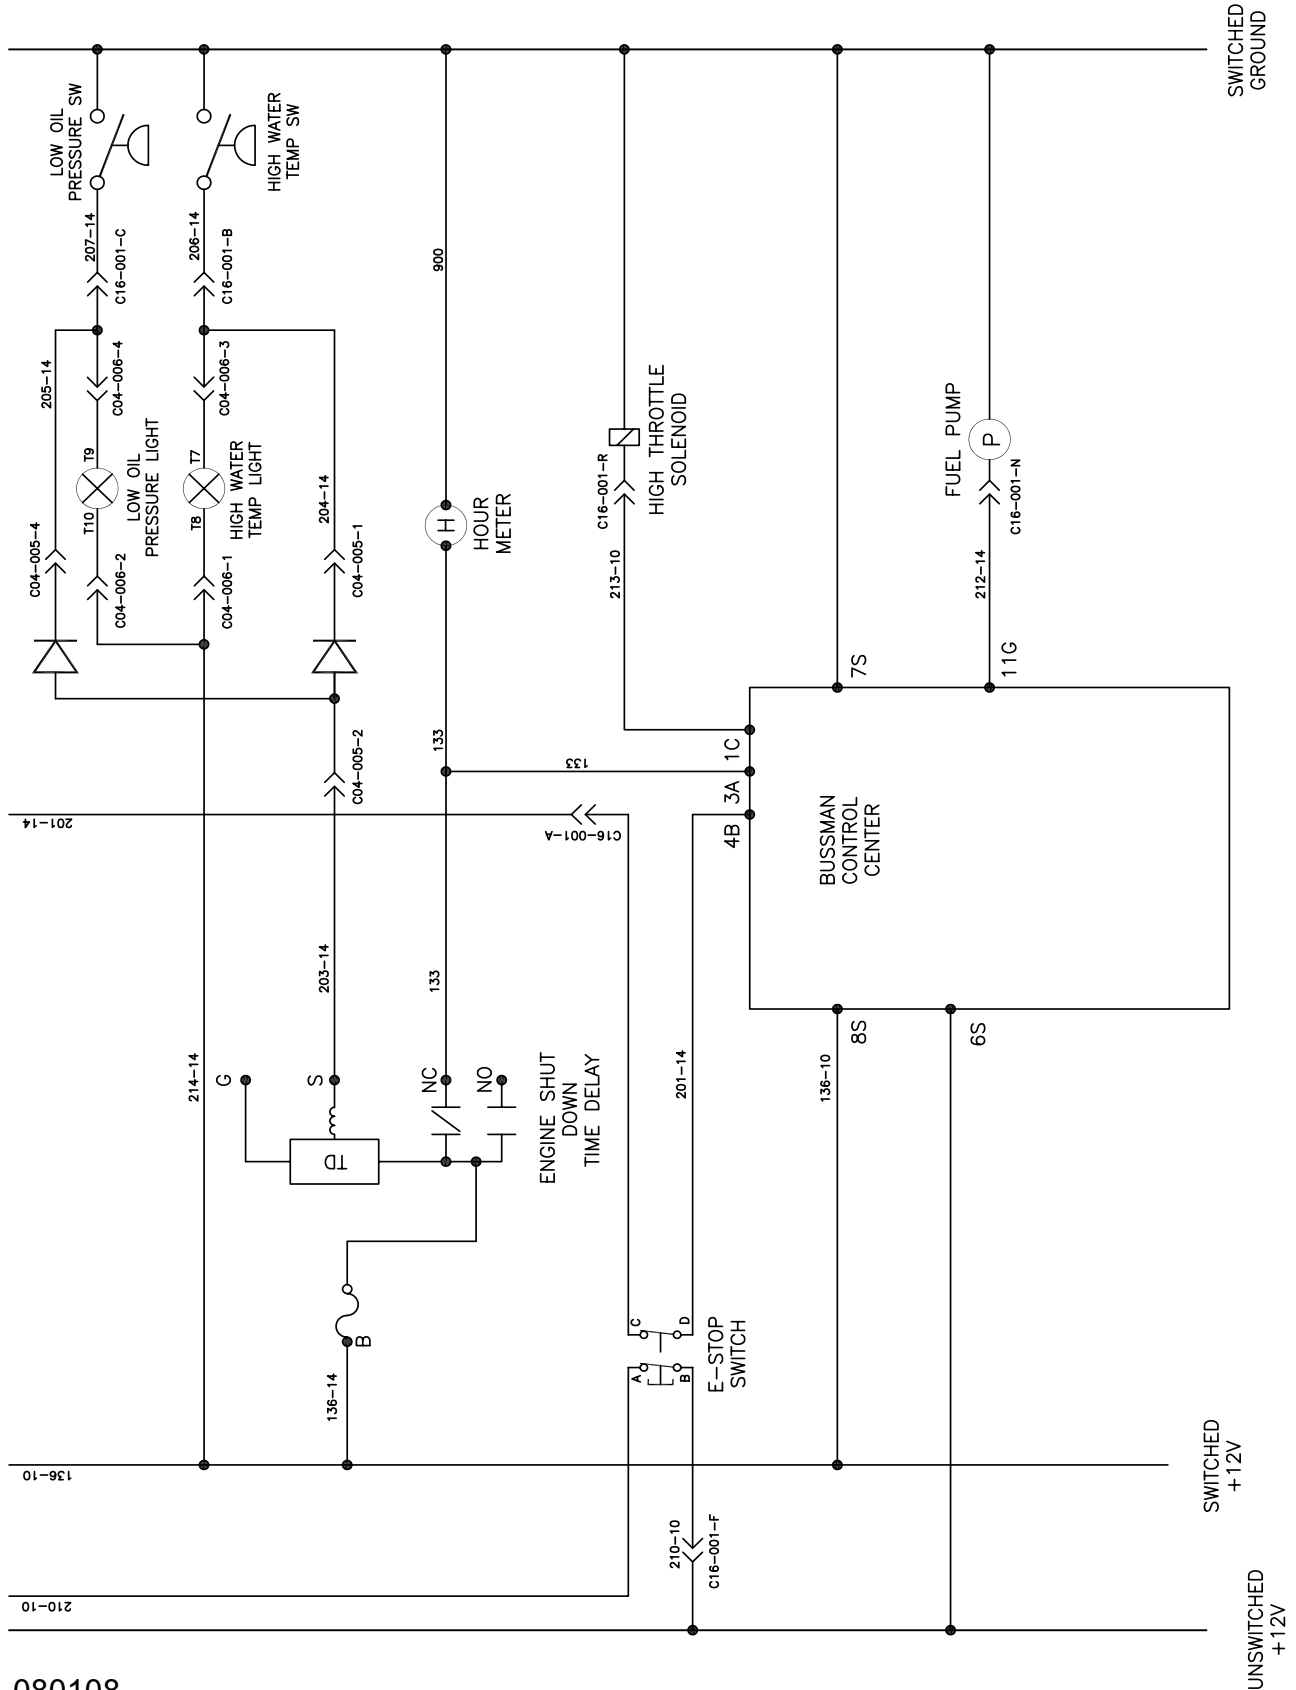 SWITCHED
GROUND
LOW OIL
PRESSURE SW
HIGH WATER
TEMP SW
207-14
C16-001-C
206-14
C16-001-B
900
205-14
C04-006-4
C04-006-3
T9
T10
LOW OIL
PRESSURE LIGHT
T7
T8
HIGH WATER
TEMP LIGHT
204-14
C04-005-4
C04-006-2
C04-006-1
C04-005-1
H
HOUR
METER
C16-001-R
213-10
HIGH THROTTLE
SOLENOID
FUEL PUMP
P
C16-001-N
212-14
7S
11G
133
133
1C
3A
4B
C04-005-2
201-14
C16-001-A
BUSSMAN
CONTROL
CENTER
203-14
133
214-14
G
S
NC
NO
TD
ENGINE SHUT
DOWN
TIME DELAY
201-14
136-10
8S
6S
B
136-14
A
B
C
D
E-STOP
SWITCH
136-10
SWITCHED
+12V
210-10
C16-001-F
210-10
UNSWITCHED
+12V
080108